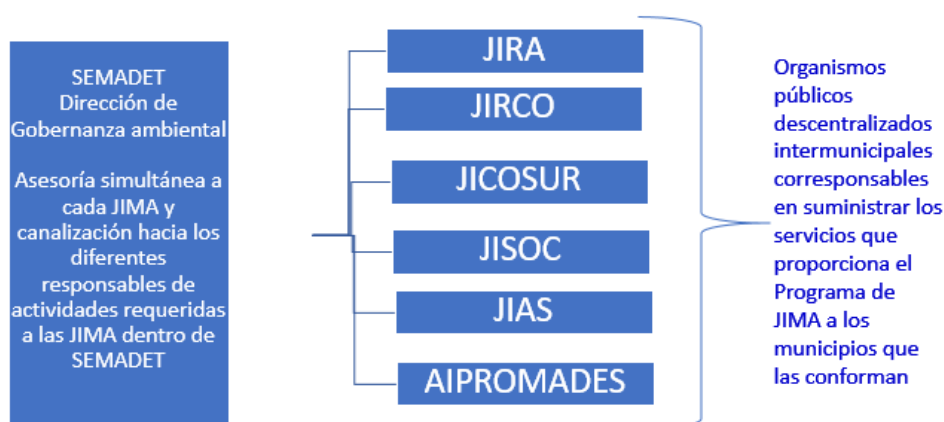 SEMADET
Dirección de
Gobernanza ambiental
Asesoría simultánea a
cada JIMA y
canalización hacia los
diferentes
responsables de
actividades requeridas
a las JIMA dentro de
SEMADET
JIRA
JIRCO
JICOSUR
JISOC
JIAS
AIPROMADES
Organismos
públicos
descentralizados
intermunicipales
corresponsables
en suministrar los
servicios que
proporciona el
Programa de
JIMA a los
municipios que
las conforman